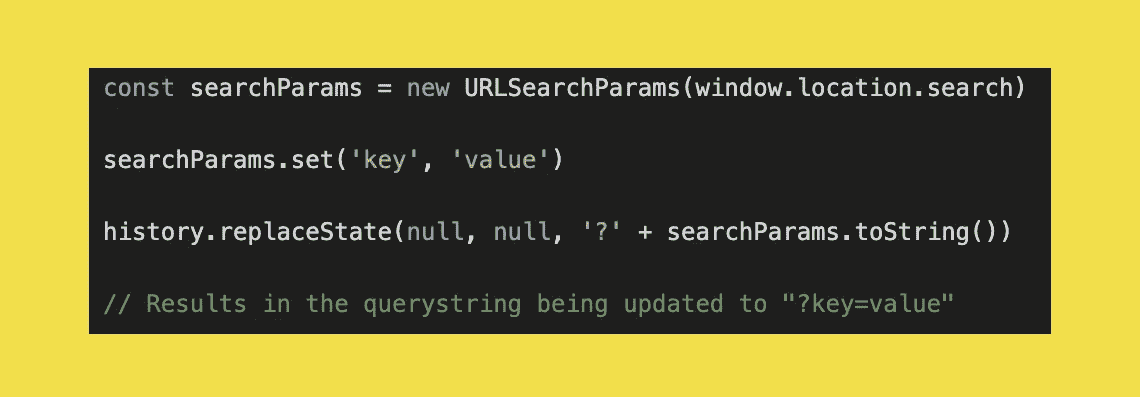 const searchParams = new URLSearchParams(window.location.search)
searchParams.set('key', 'value')
history.replaceState(null, null, '?' + searchParams.toString())
// Results in the querystring being updated to "?key=value"